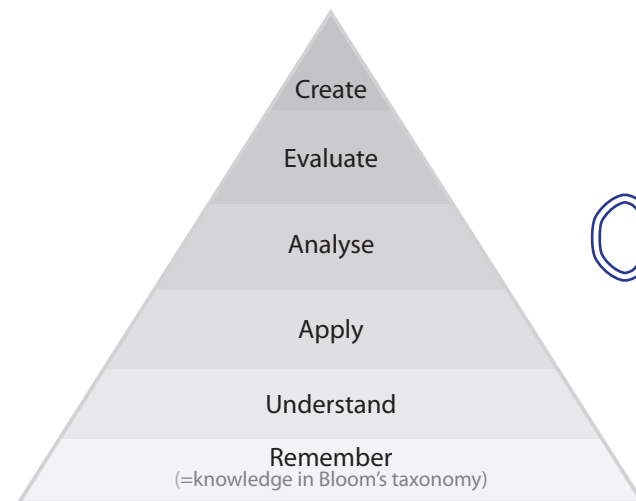 Create
Evaluate
Analyse
Apply
Understand
Remember
(=knowledge in Bloom’s taxonomy)